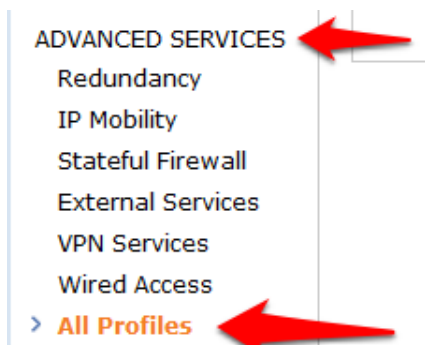 ADVANCED SERVICES
Redundancy
IP Mobility
Stateful Firewall
External Services
VPN Services
Wired Access
> All Profiles